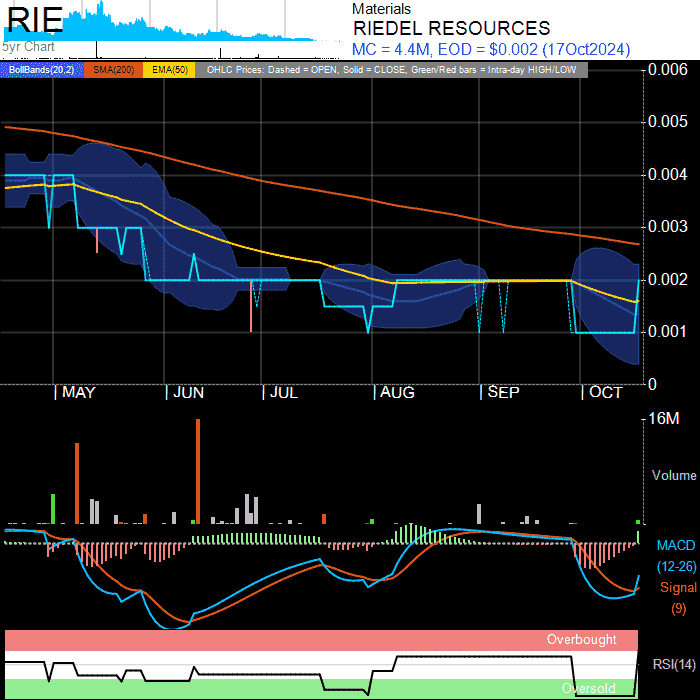 RIE
5yr Chart
Materials
RIEDEL RESOURCES
MC = 4.4M, EOD = $0.002 (17Oct2024)
BollBands(20,2) SMA(200) EMA(50) OHLC Prices: Dashed = OPEN, Solid = CLOSE, Green/Red bars = Intra-day HIGH/LOW
0.006
0.005
0.004
0.003
0.002
0.001
0
MAY JUN JUL AUG SEP OCT
16M
Volume
MACD
(12-26)
Signal
(9)
Overbought
RSI(14)
Oversold